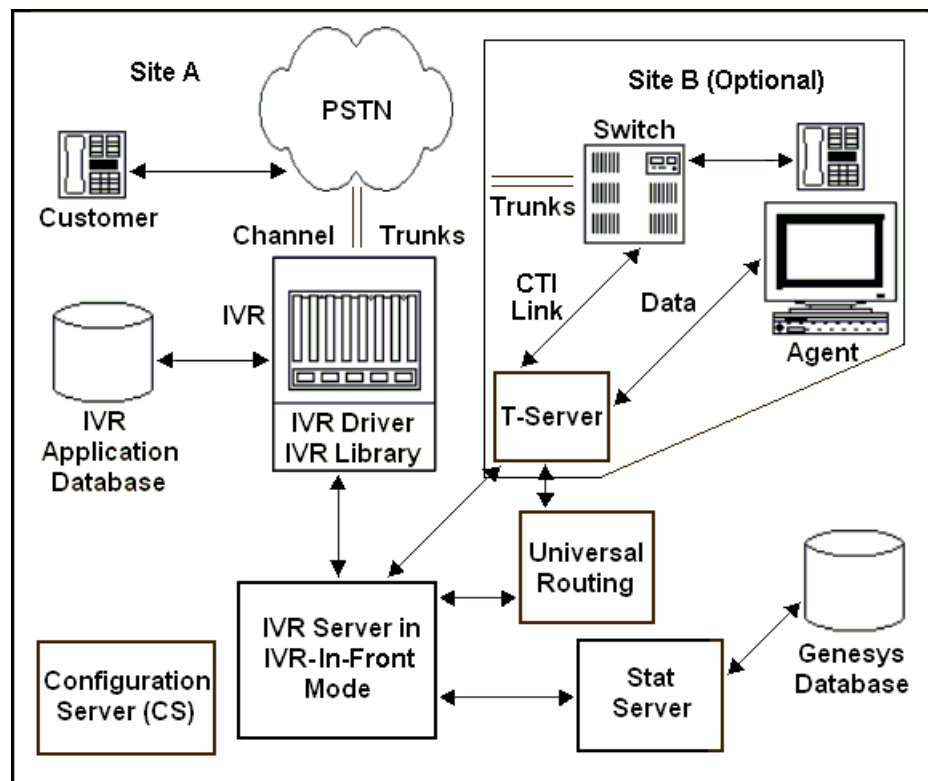 Site A
PSTN
Site B (Optional)
Switch
Customer
Trunks
Channel
Trunks
IVR
CTI
Link
Data
Agent
IVR
Application
Database
IVR Driver
IVR Library
T-Server
Universal
Routing
IVR Server in
IVR-In-Front
Mode
Configuration
Server (CS)
Stat
Server
Genesys
Database